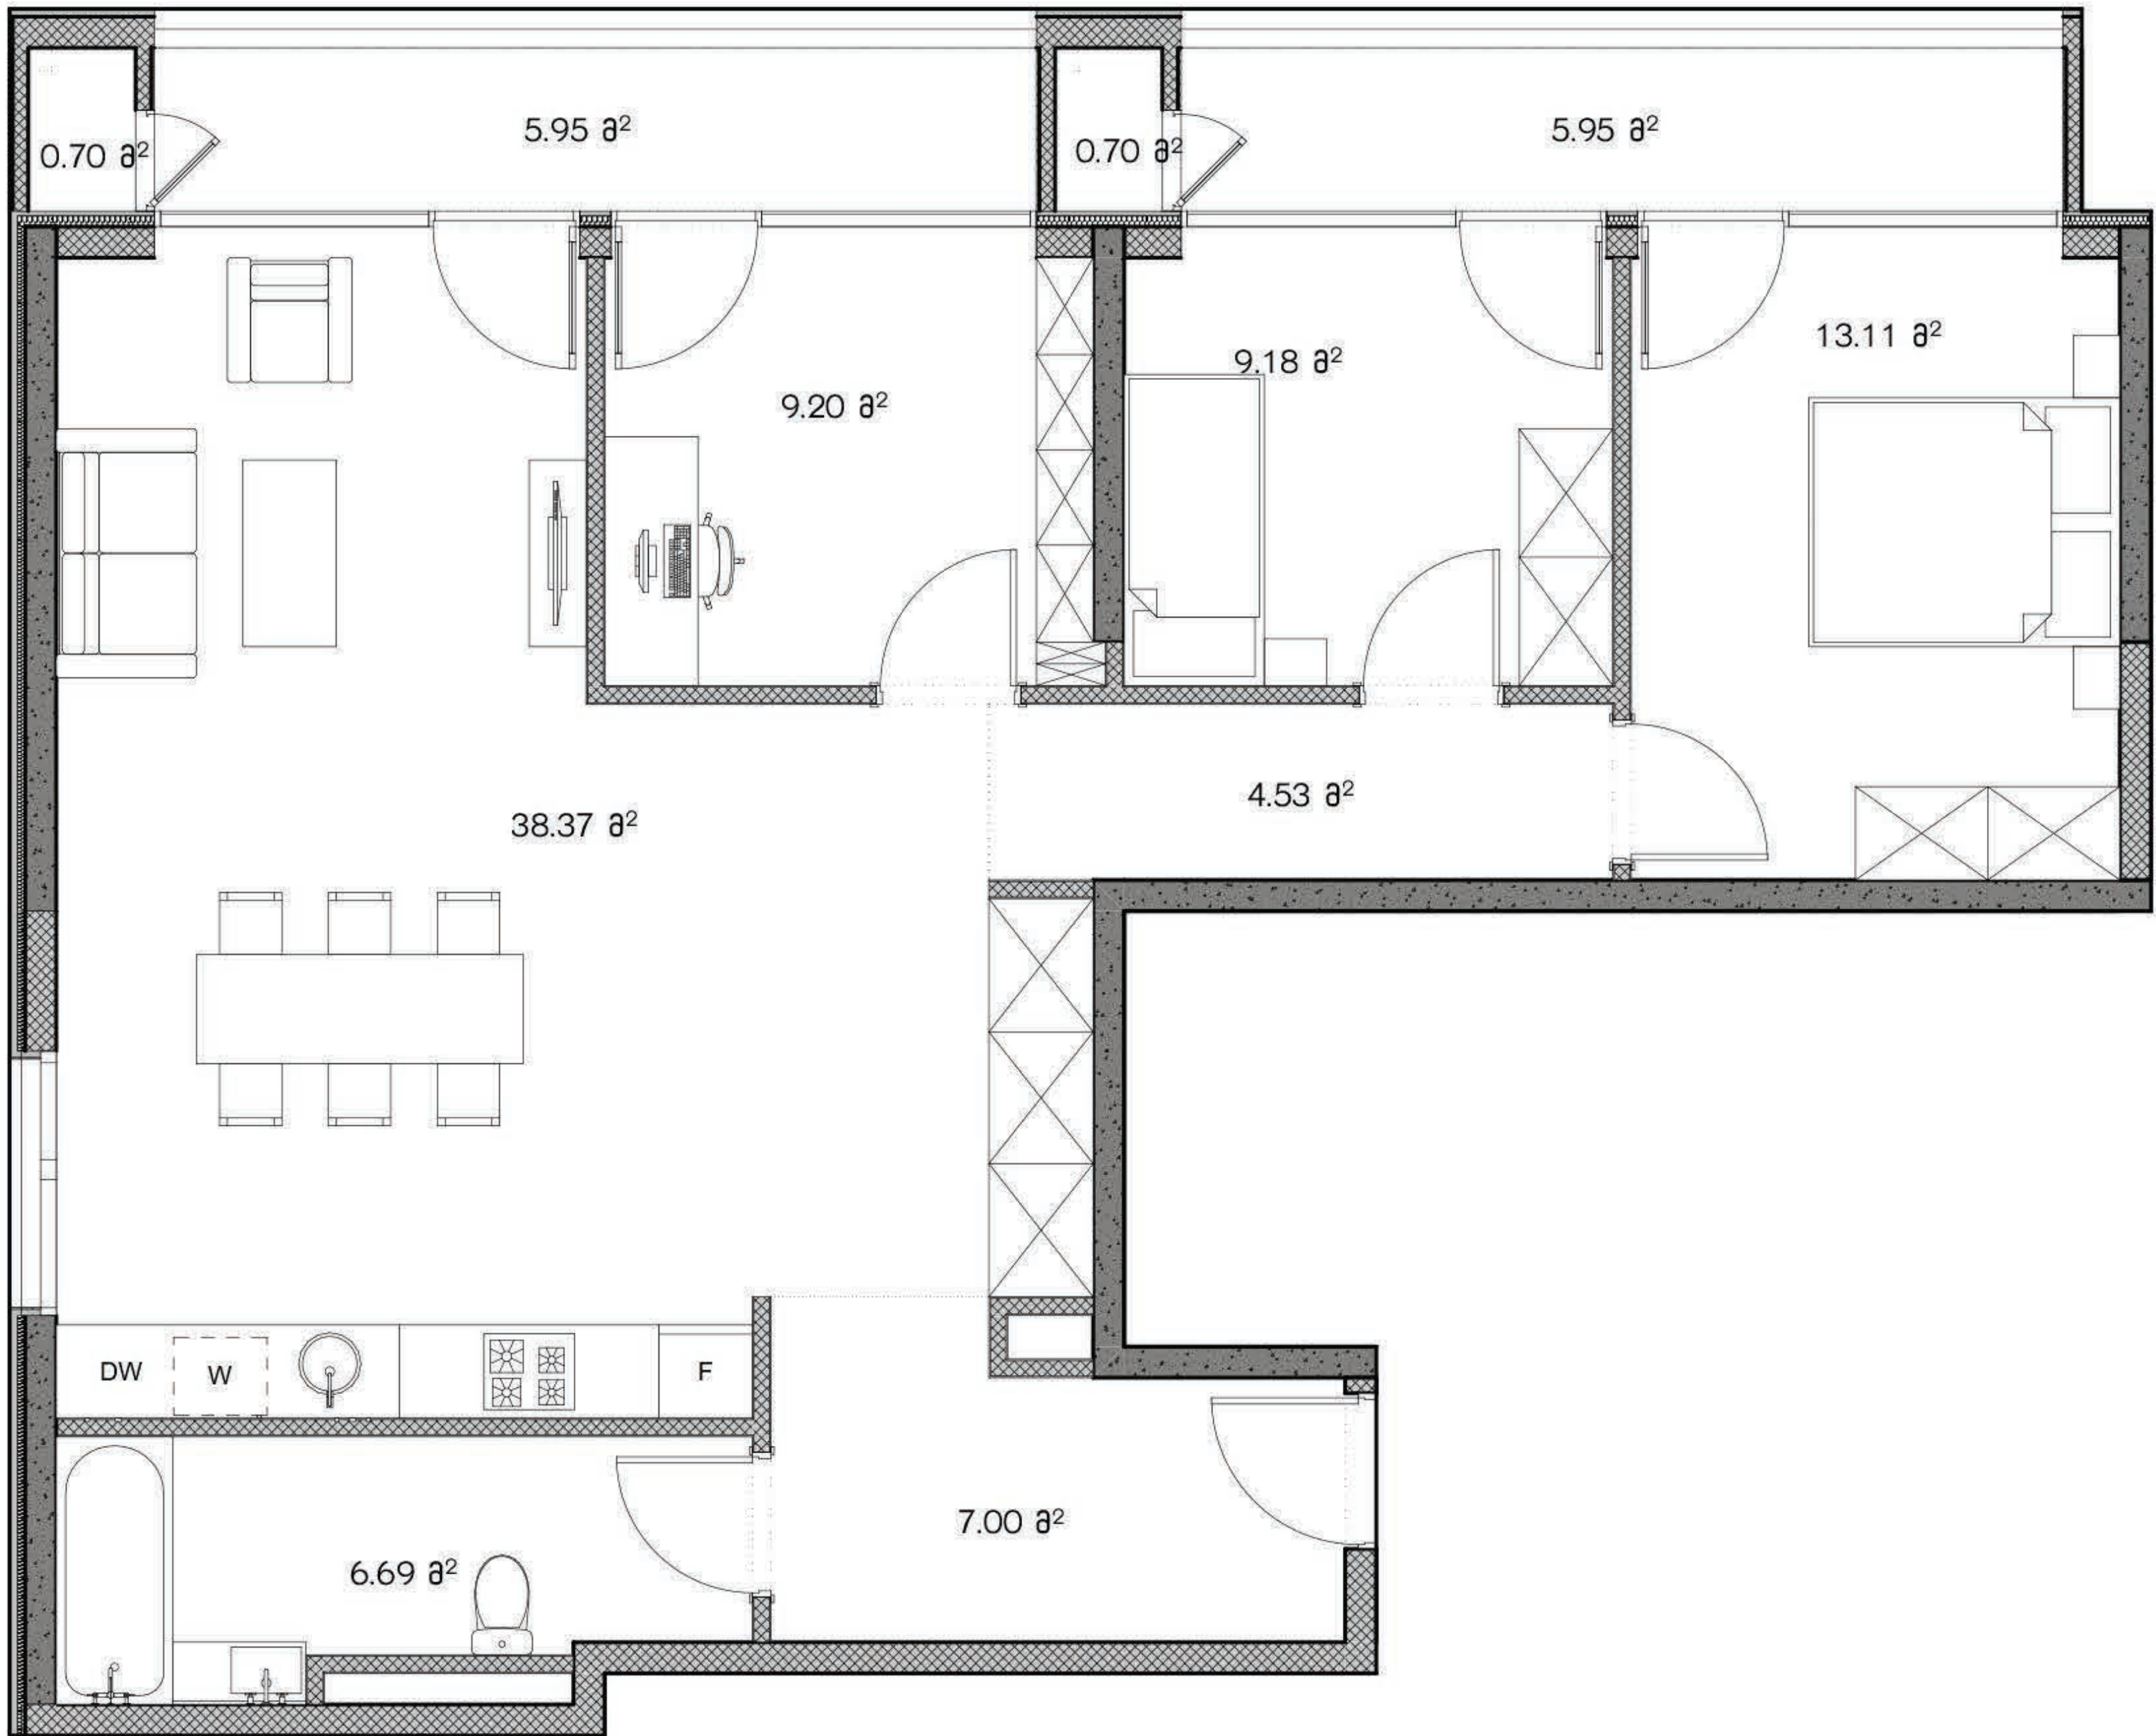 5.95 მ²
5.95 მ²
0.70 მ²
0.70 მ²
13.11 მ²
9.18 მ²
9.20 მ²
4.53 მ²
38.37 მ²
DW
W
F
7.00 მ²
6.69 მ²